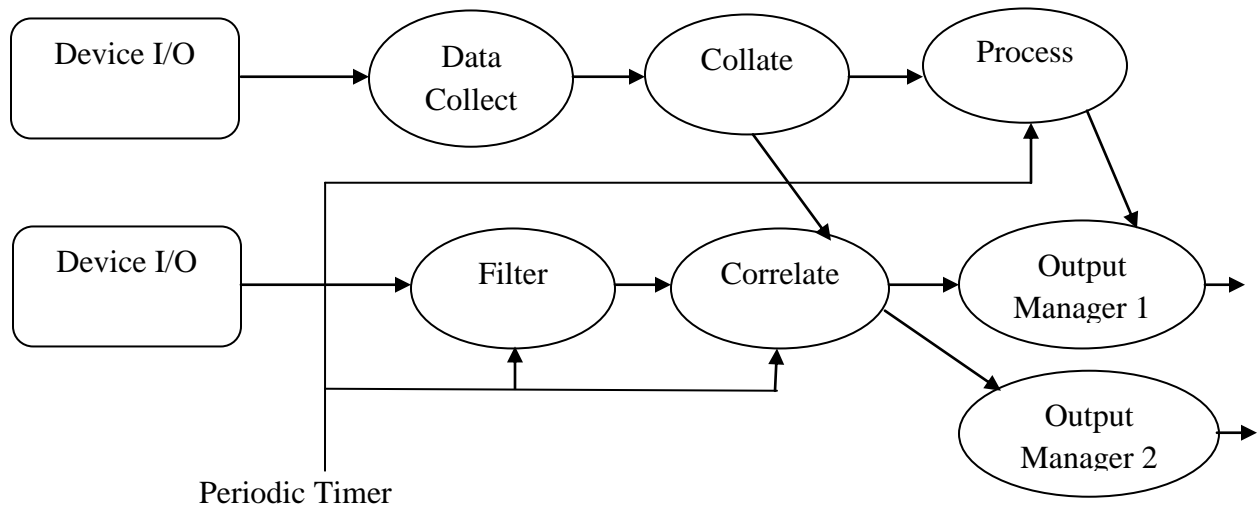 Device I/O
Data
Collect
Collate
Process
Device I/O
Filter
Correlate
Output
Manager 1
Output
Manager 2
Periodic Timer